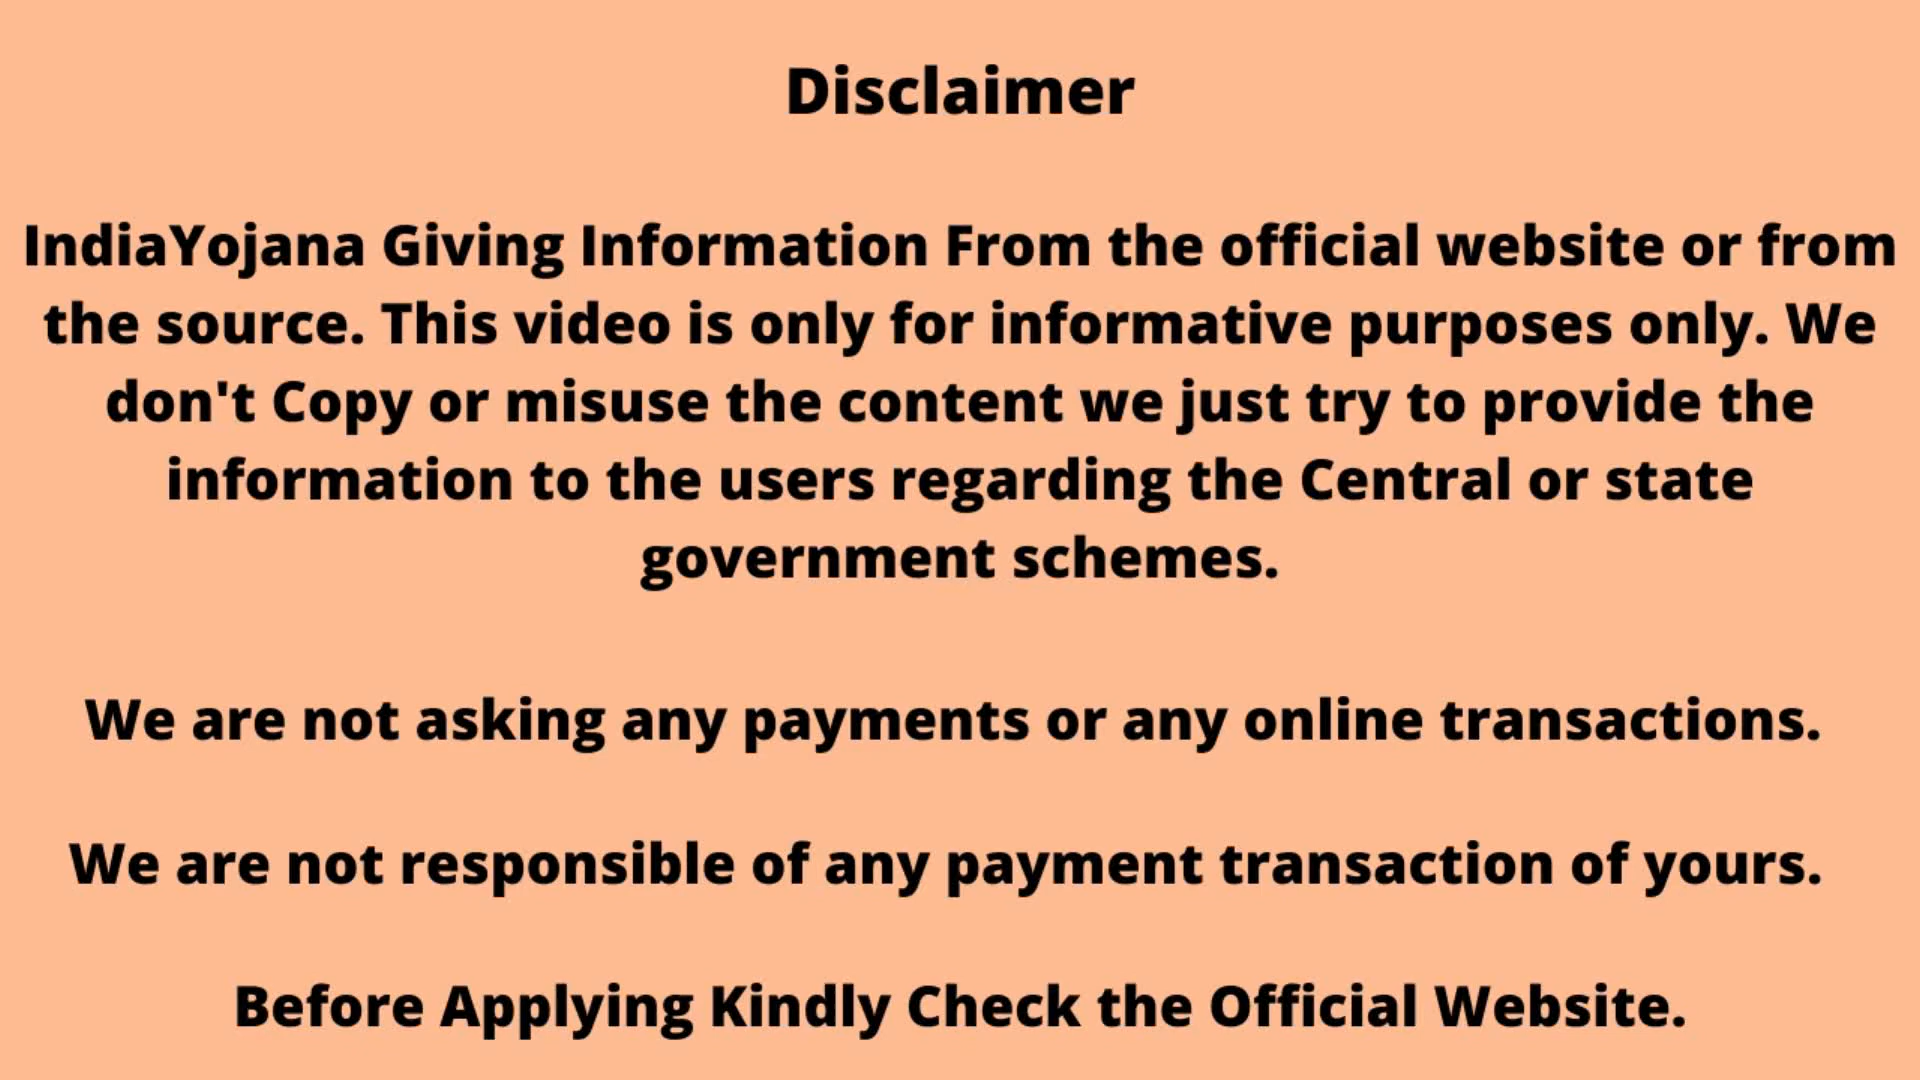 Disclaimer
IndiaYojana Giving Information From the official website or from
the source. This video is only for informative purposes only. We
don't Copy or misuse the content we just try to provide the
information to the users regarding the Central or state
government schemes.
We are not asking any payments or any online transactions.
We are not responsible of any payment transaction of yours.
Before Applying Kindly Check the Official Website.